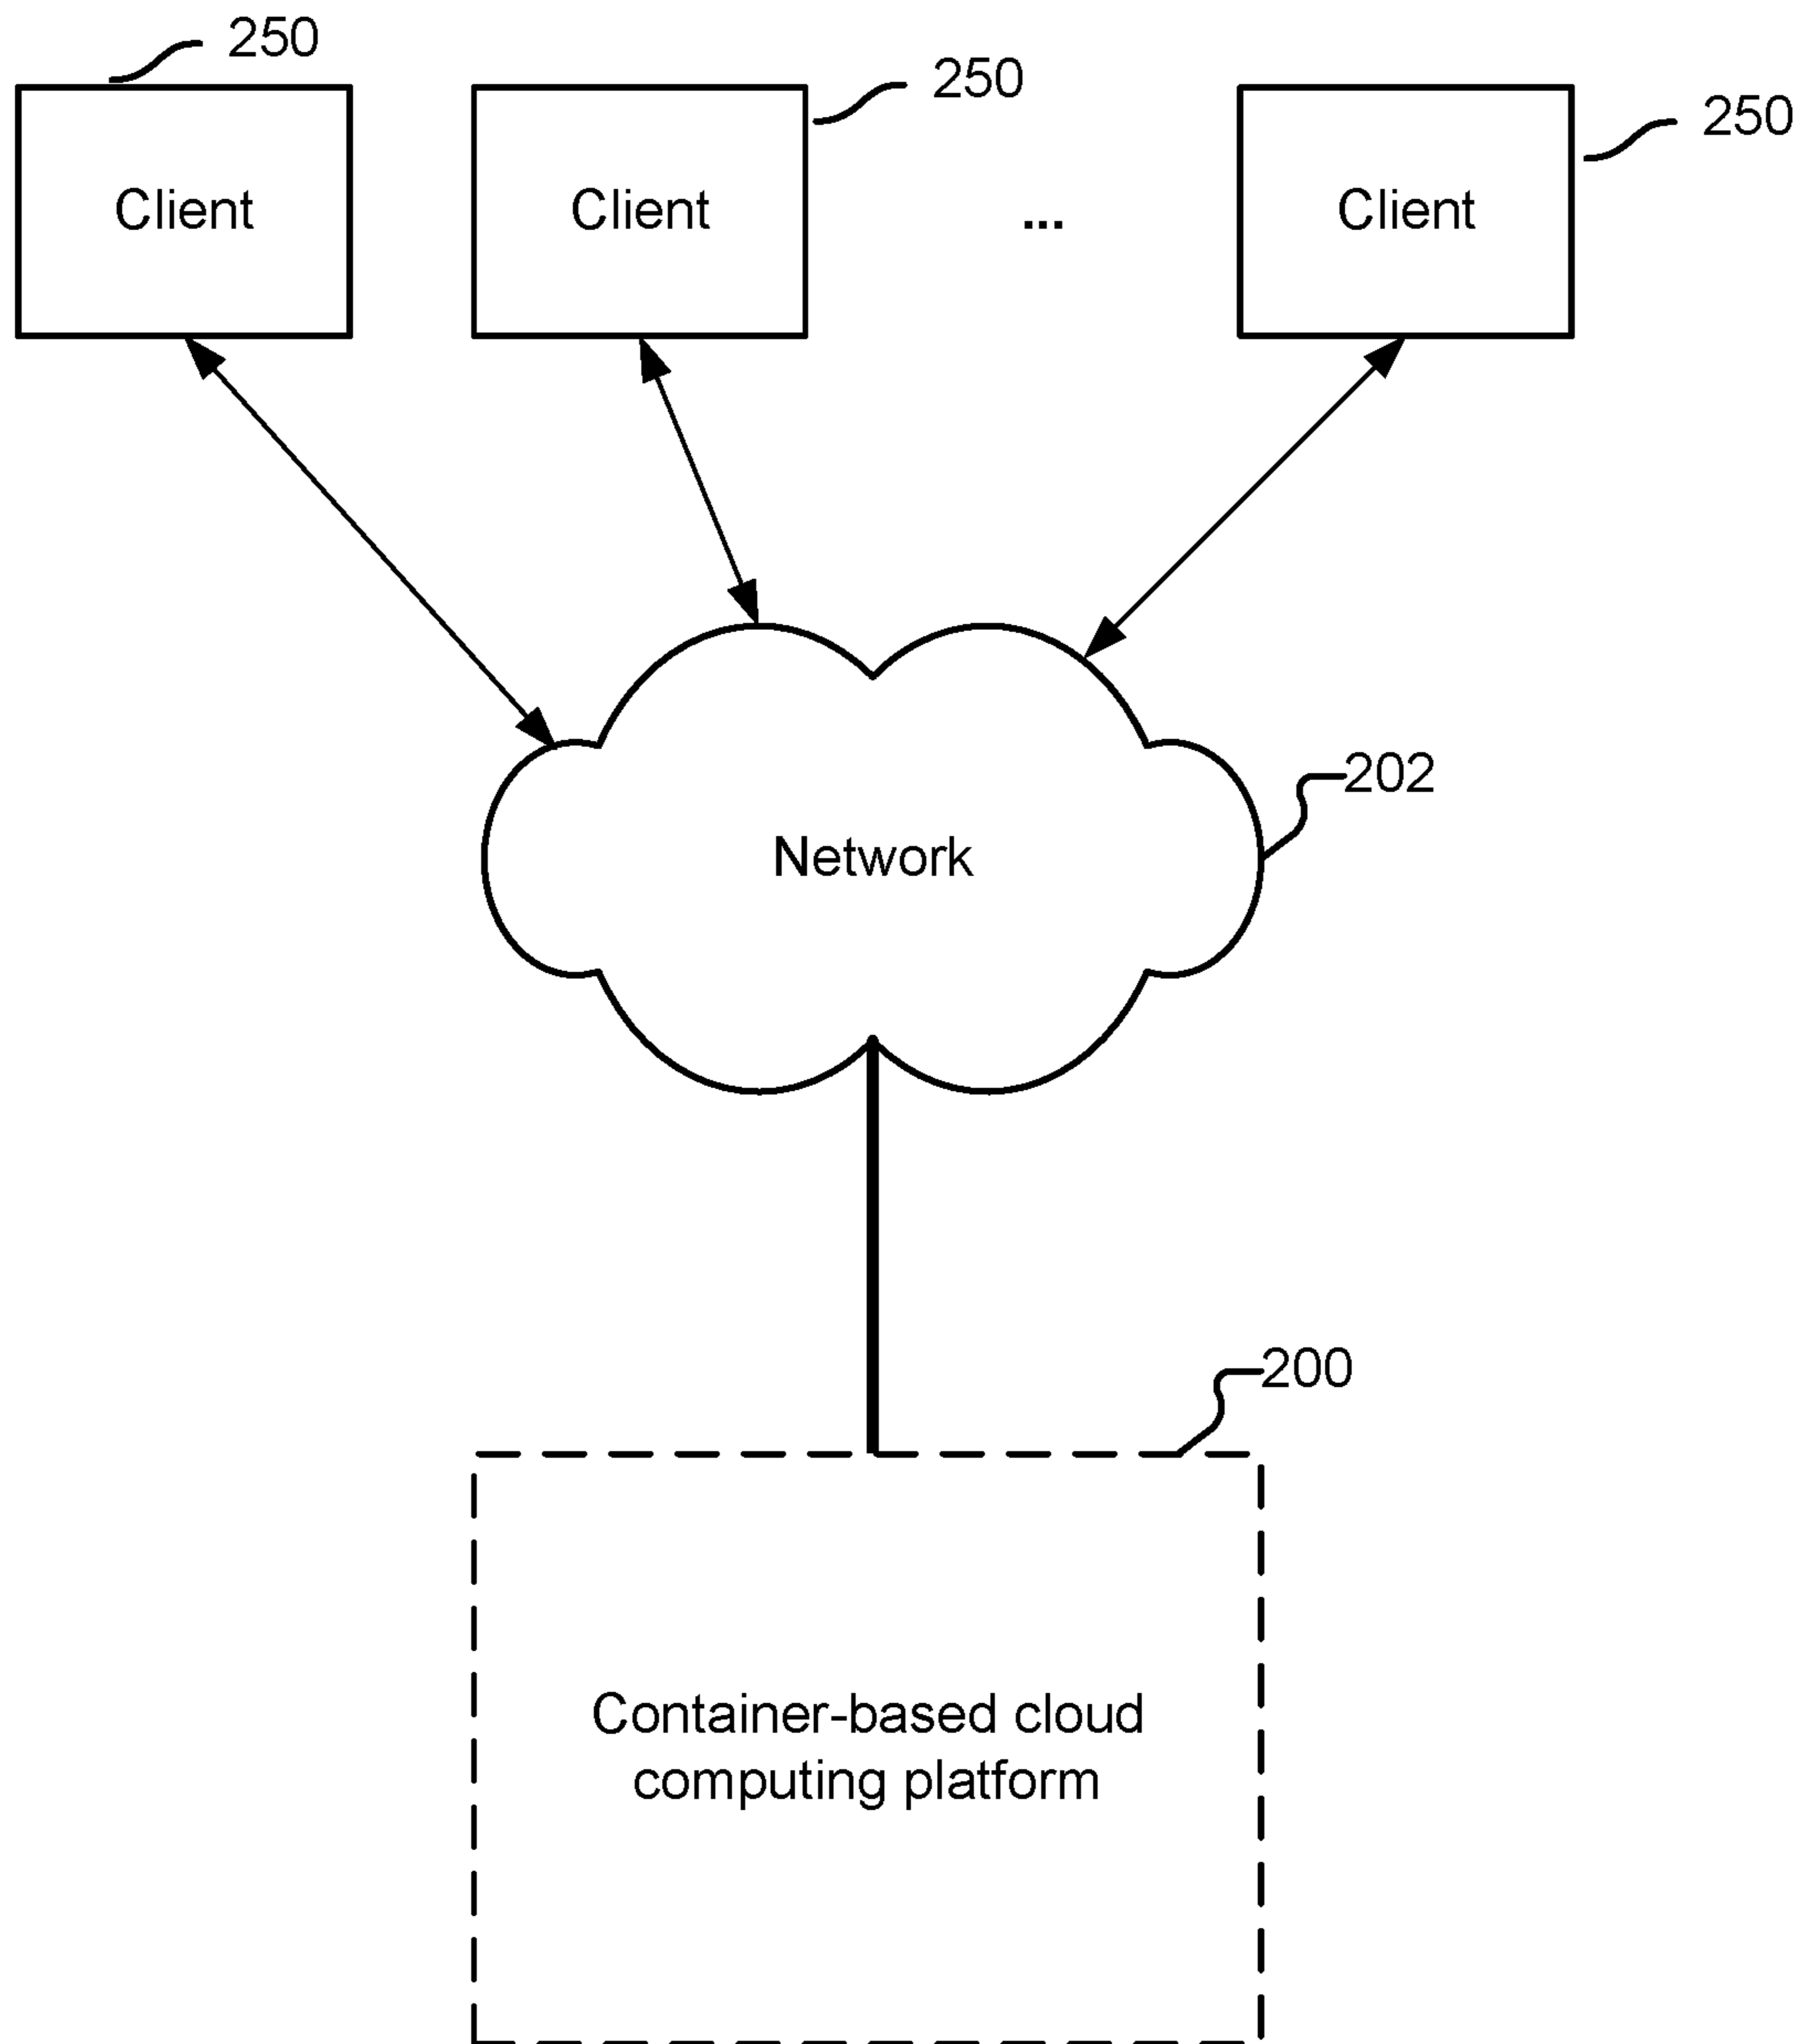 250
250
250
Client
Client
...
Client
202
Network
200
Container-based cloud
computing platform